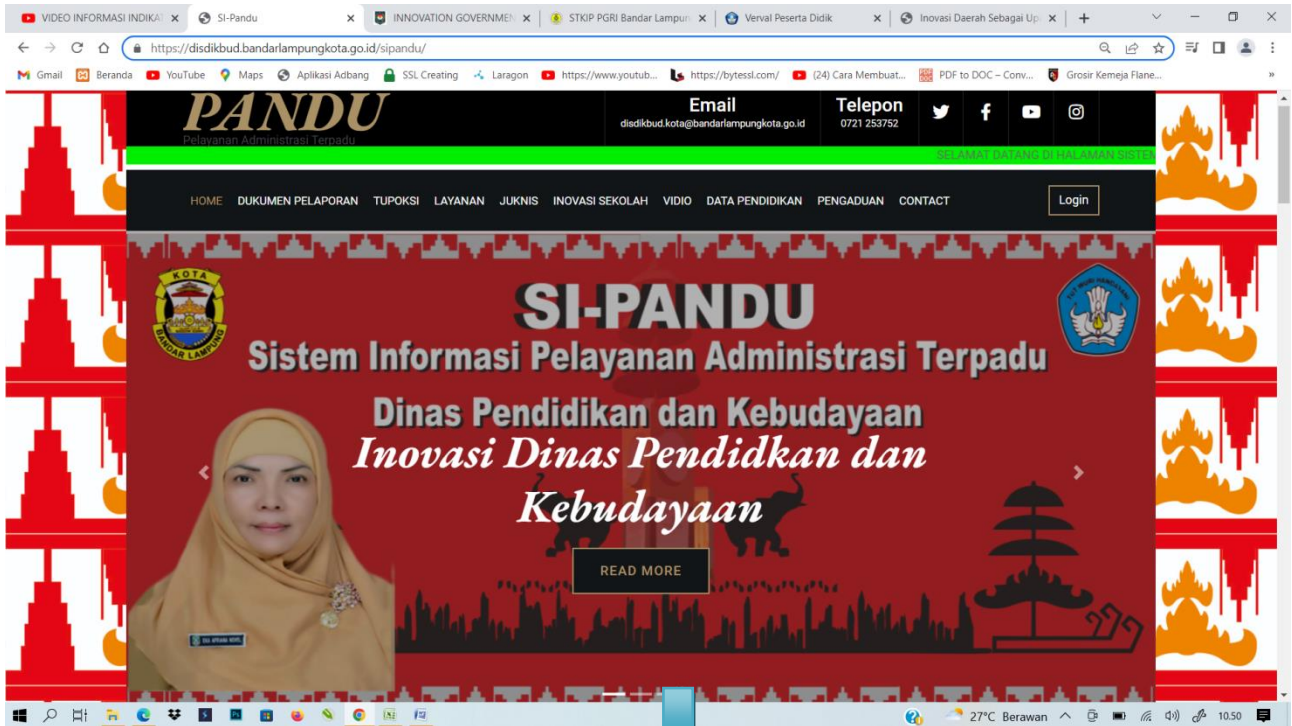 VIDEO INFORMASI INDIKAT
SI-Pandu
INNOVATION GOVERNMEN
STKIP PGRI Bandar Lampun
Verval Peserta Didik
Inovasi Daerah Sebagai Up
https://disdikbud.bandarlampungkota.go.id/sipandu/
Gmail
Beranda
YouTube
Maps
Aplikasi Adbang
SSL Creating
Laragon
https://www.youtub...
https://bytessl.com/
(24) Cara Membuat...
PDF to DOC – Conv...
Grosir Kemeja Flane...
PANDU
Pelayanan Administrasi Terpadu
Email
disdikbud.kota@bandarlampungkota.go.id
Telepon
0721 253752
SELAMAT DATANG DI HALAMAN SISTEM
HOME DUKUMEN PELAPORAN TUPOKSI LAYANAN JUKNIS INOVASI SEKOLAH VIDIO DATA PENDIDIKAN PENGADUAN CONTACT
Login
KOTA
BANDAR LAMPUNG
TUT WURI HANDAYANI
SI-PANDU
Sistem Informasi Pelayanan Administrasi Terpadu
Dinas Pendidikan dan Kebudayaan
Inovasi Dinas Pendidkan dan
Kebudayaan
READ MORE
27°C Berawan
10.50